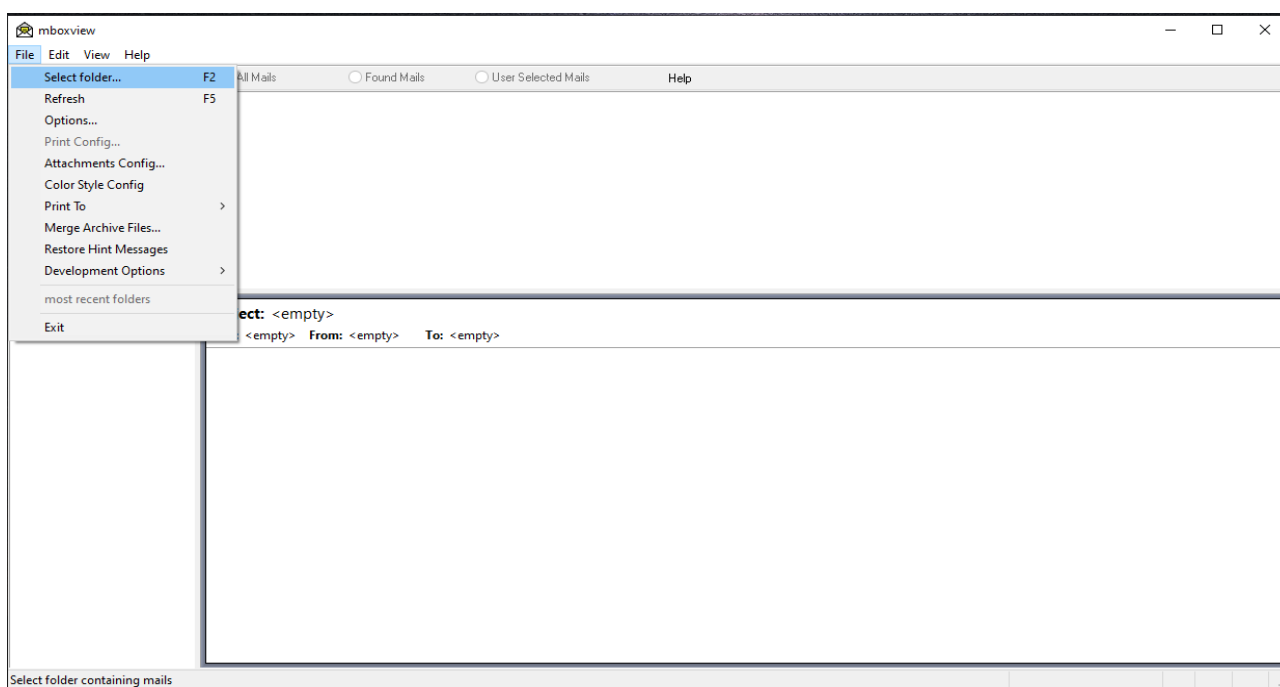 mboxview
File Edit View Help
Select folder... F2
All Mails Found Mails User Selected Mails Help
Refresh F5
Options...
Print Config...
Attachments Config...
Color Style Config
Print To
Merge Archive Files...
Restore Hint Messages
Development Options
most recent folders
Exit
ect: <empty>
<empty> From: <empty> To: <empty>
Select folder containing mails